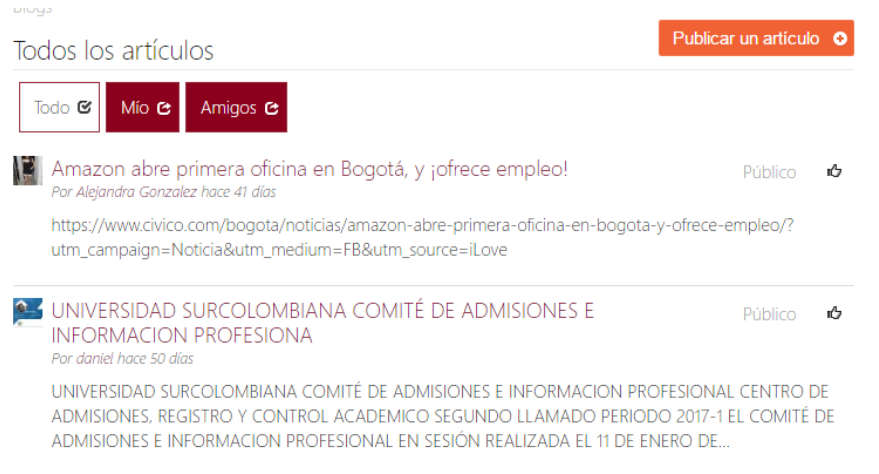 Blogs
Todos los artículos
Publicar un artículo
Todo
Mío
Amigos
Amazon abre primera oficina en Bogotá, y ¡ofrece empleo!
Público
Por Alejandra Gonzalez hace 41 días
https://www.civico.com/bogota/noticias/amazon-abre-primera-oficina-en-bogota-y-ofrece-empleo/?
utm_campaign=Noticia&utm_medium=FB&utm_source=iLove
UNIVERSIDAD SURCOLOMBIANA COMITÉ DE ADMISIONES E
Público
INFORMACION PROFESIONA
Por daniel hace 50 días
UNIVERSIDAD SURCOLOMBIANA COMITÉ DE ADMISIONES E INFORMACION PROFESIONAL CENTRO DE
ADMISIONES, REGISTRO Y CONTROL ACADEMICO SEGUNDO LLAMADO PERIODO 2017-1 EL COMITÉ DE
ADMISIONES E INFORMACION PROFESIONAL EN SESIÓN REALIZADA EL 11 DE ENERO DE...